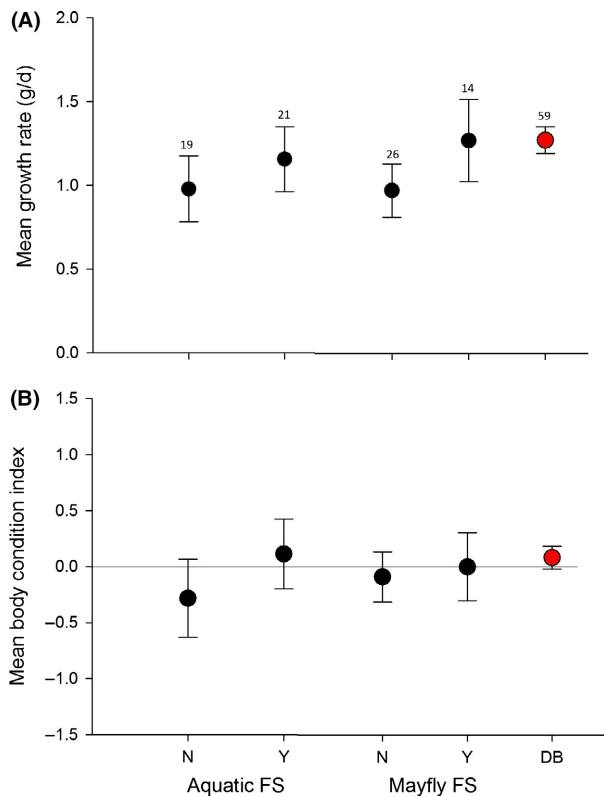 (A)
Mean growth rate (g/d)
2.0
1.5
1.0
0.5
0.0
19
21
26
14
59
(B)
Mean body condition index
1.5
1.0
0.5
0.0
–0.5
–1.0
–1.5
N Y N Y DB
Aquatic FS Mayfly FS